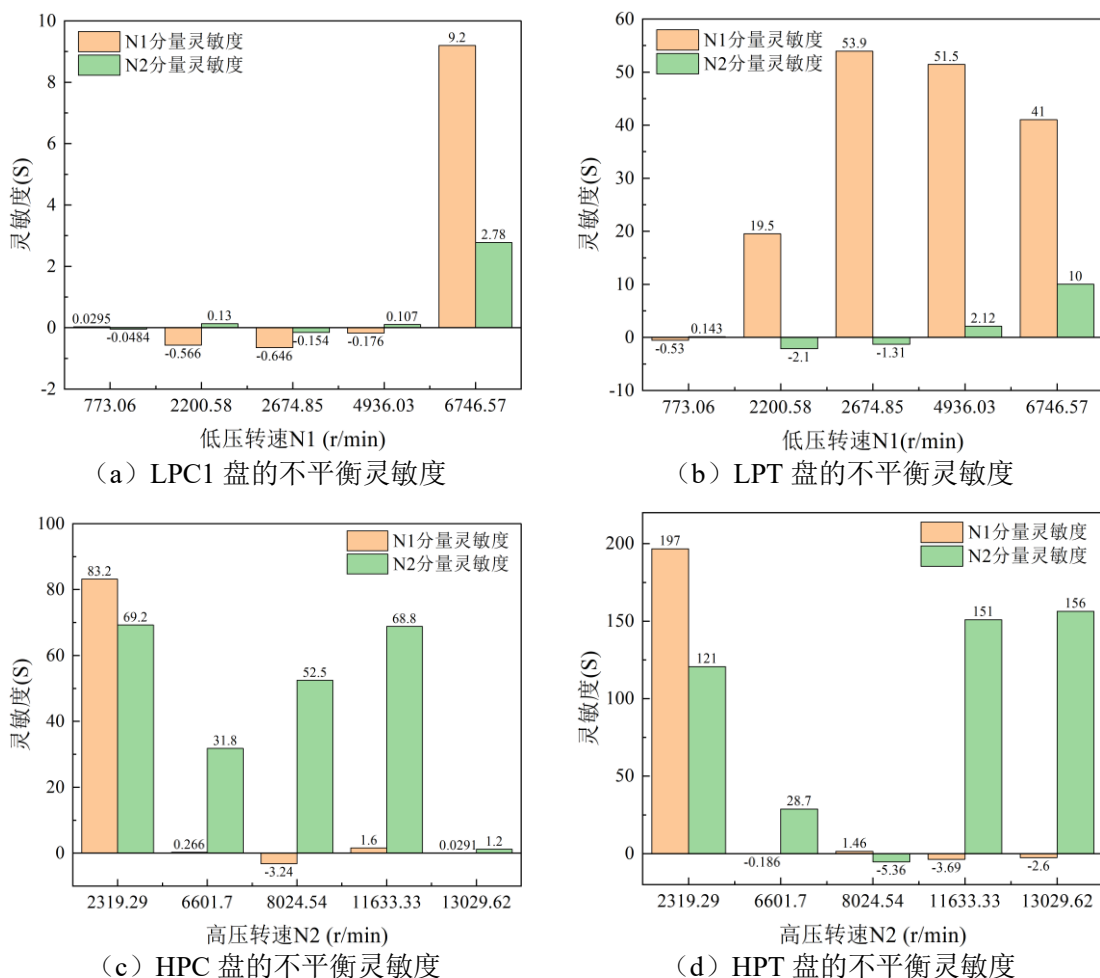 N1分量灵敏度
N2分量灵敏度
灵敏度(S)
10
8
6
4
2
0
-2
0.0295
-0.0484
-0.566
0.13
-0.646
-0.154
-0.176
0.107
9.2
2.78
773.06 2200.58 2674.85 4936.03 6746.57
低压转速N1 (r/min)
（a）LPC1 盘的不平衡灵敏度
N1分量灵敏度
N2分量灵敏度
灵敏度(S)
60
50
40
30
20
10
0
-10
-0.53
0.143
19.5
-2.1
53.9
-1.31
51.5
2.12
41
10
773.06 2200.58 2674.85 4936.03 6746.57
低压转速N1(r/min)
（b）LPT 盘的不平衡灵敏度
N1分量灵敏度
N2分量灵敏度
灵敏度(S)
100
80
60
40
20
0
83.2
69.2
0.266
31.8
-3.24
52.5
1.6
68.8
0.0291
1.2
2319.29 6601.7 8024.54 11633.33 13029.62
高压转速N2 (r/min)
（c）HPC 盘的不平衡灵敏度
N1分量灵敏度
N2分量灵敏度
灵敏度(S)
200
150
100
50
0
197
121
-0.186
28.7
1.46
-5.36
-3.69
151
-2.6
156
2319.29 6601.7 8024.54 11633.33 13029.62
高压转速N2 (r/min)
（d）HPT 盘的不平衡灵敏度